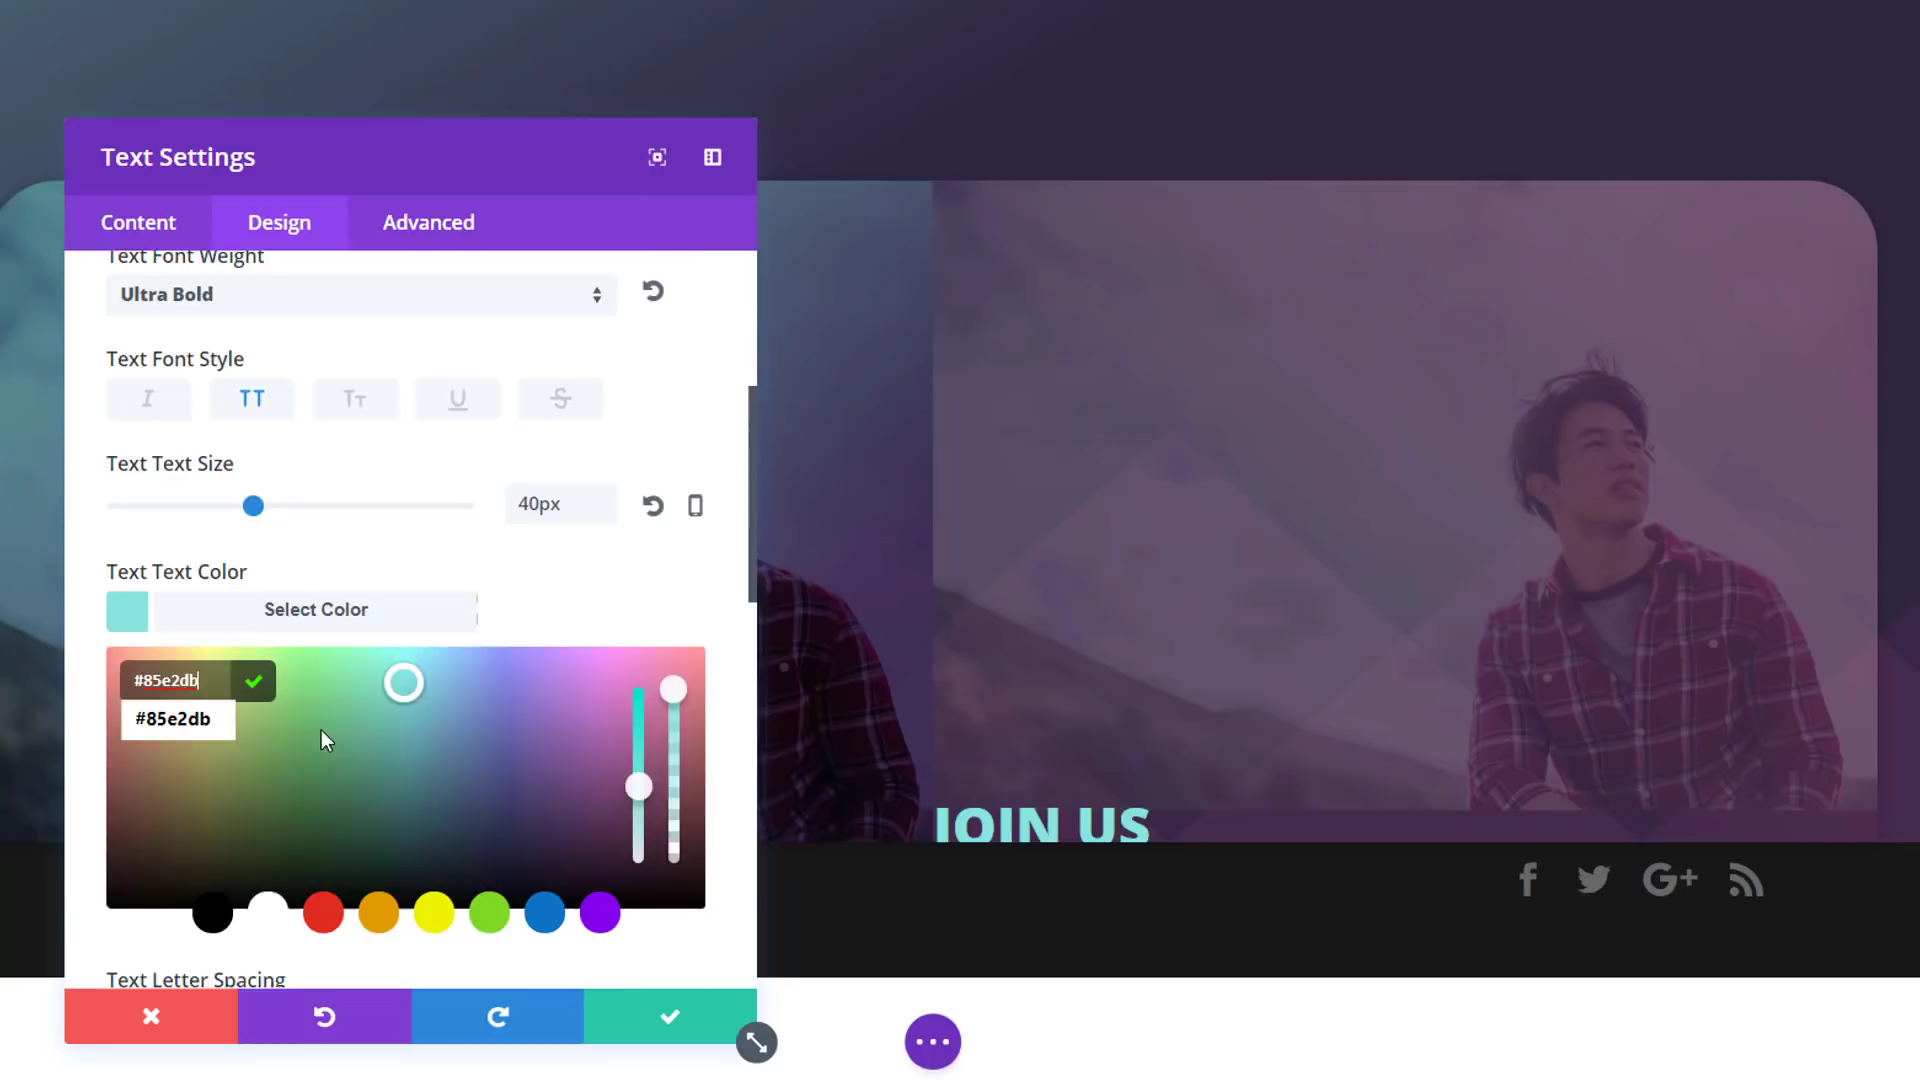 Text Settings
Content
Design
Advanced
Text Font Weight
Ultra Bold
Text Font Style
I
TT
TT
U
S
Text Text Size
40px
Text Text Color
Select Color
#85e2db
#85e2db
Text Letter Spacing
JOIN US